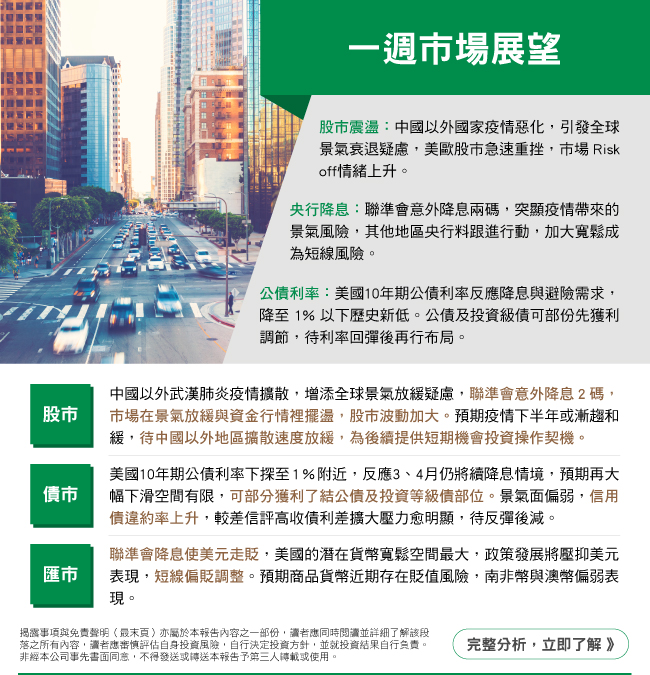 一週市場展望
股市震盪：中國以外國家疫情惡化，引發全球
景氣衰退疑慮，美歐股市急速重挫，市場 Risk
off情緒上升。
央行降息：聯準會意外降息兩碼，突顯疫情帶來的
景氣風險，其他地區央行料跟進行動，加大寬鬆成
為短線風險。
公債利率：美國10年期公債利率反應降息與避險需求，
降至 1% 以下歷史新低。公債及投資級債可部份先獲利
調節，待利率回彈後再行布局。
股市
中國以外武漢肺炎疫情擴散，增添全球景氣放緩疑慮，聯準會意外降息 2 碼，
市場在景氣放緩與資金行情裡擺盪，股市波動加大。預期疫情下半年或漸趨和
緩，待中國以外地區擴散速度放緩，為後續提供短期機會投資操作契機。
債市
美國10年期公債利率下探至1％附近，反應3、4月仍將續降息情境，預期再大
幅下滑空間有限，可部分獲利了結公債及投資等級債部位。景氣面偏弱，信用
債違約率上升，較差信評高收債利差擴大壓力愈明顯，待反彈後減。
匯市
聯準會降息使美元走貶，美國的潛在貨幣寬鬆空間最大，政策發展將壓抑美元
表現，短線偏貶調整。預期商品貨幣近期存在貶值風險，南非幣與澳幣偏弱表
現。
揭露事項與免責聲明（最末頁）亦屬於本報告內容之一部份，讀者應同時閱讀並詳細了解該段
落之所有內容，讀者應審慎評估自身投資風險，自行決定投資方針，並就投資結果自行負責。
非經本公司事先書面同意，不得發送或轉送本報告予第三人轉載或使用。
完整分析，立即了解 》